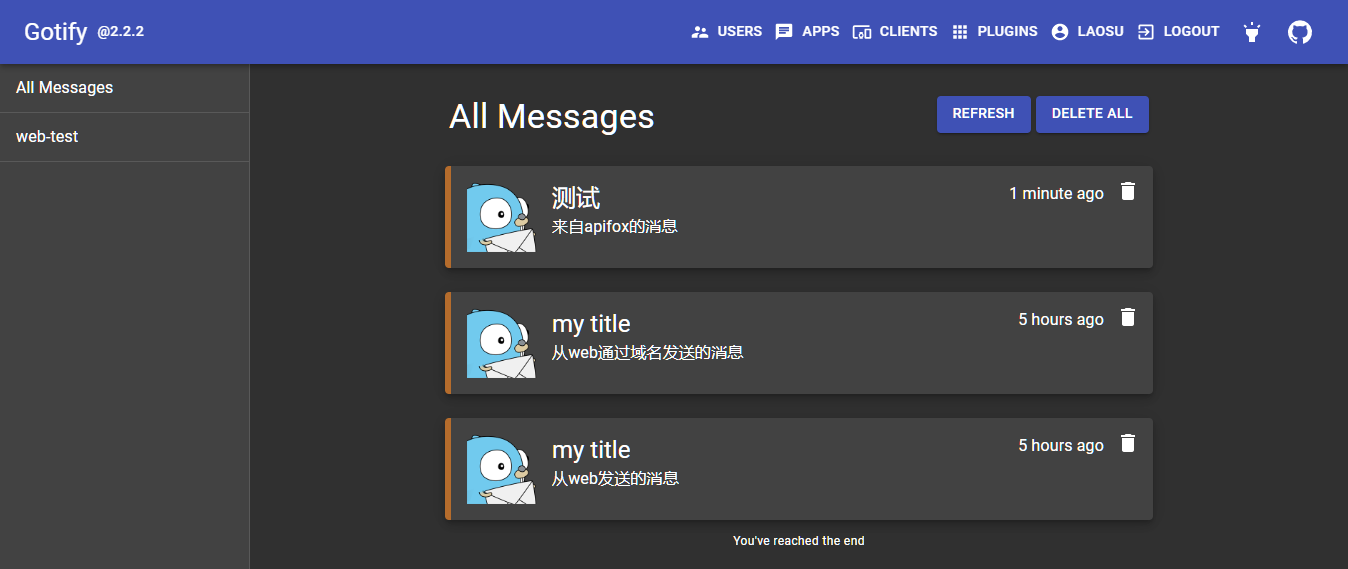 Gotify @2.2.2
USERS APPS CLIENTS PLUGINS LAOSU LOGOUT
All Messages
web-test
All Messages
REFRESH DELETE ALL
测试
1 minute ago
来自apifox的消息
my title
5 hours ago
从web通过域名发送的消息
my title
5 hours ago
从web发送的消息
You've reached the end